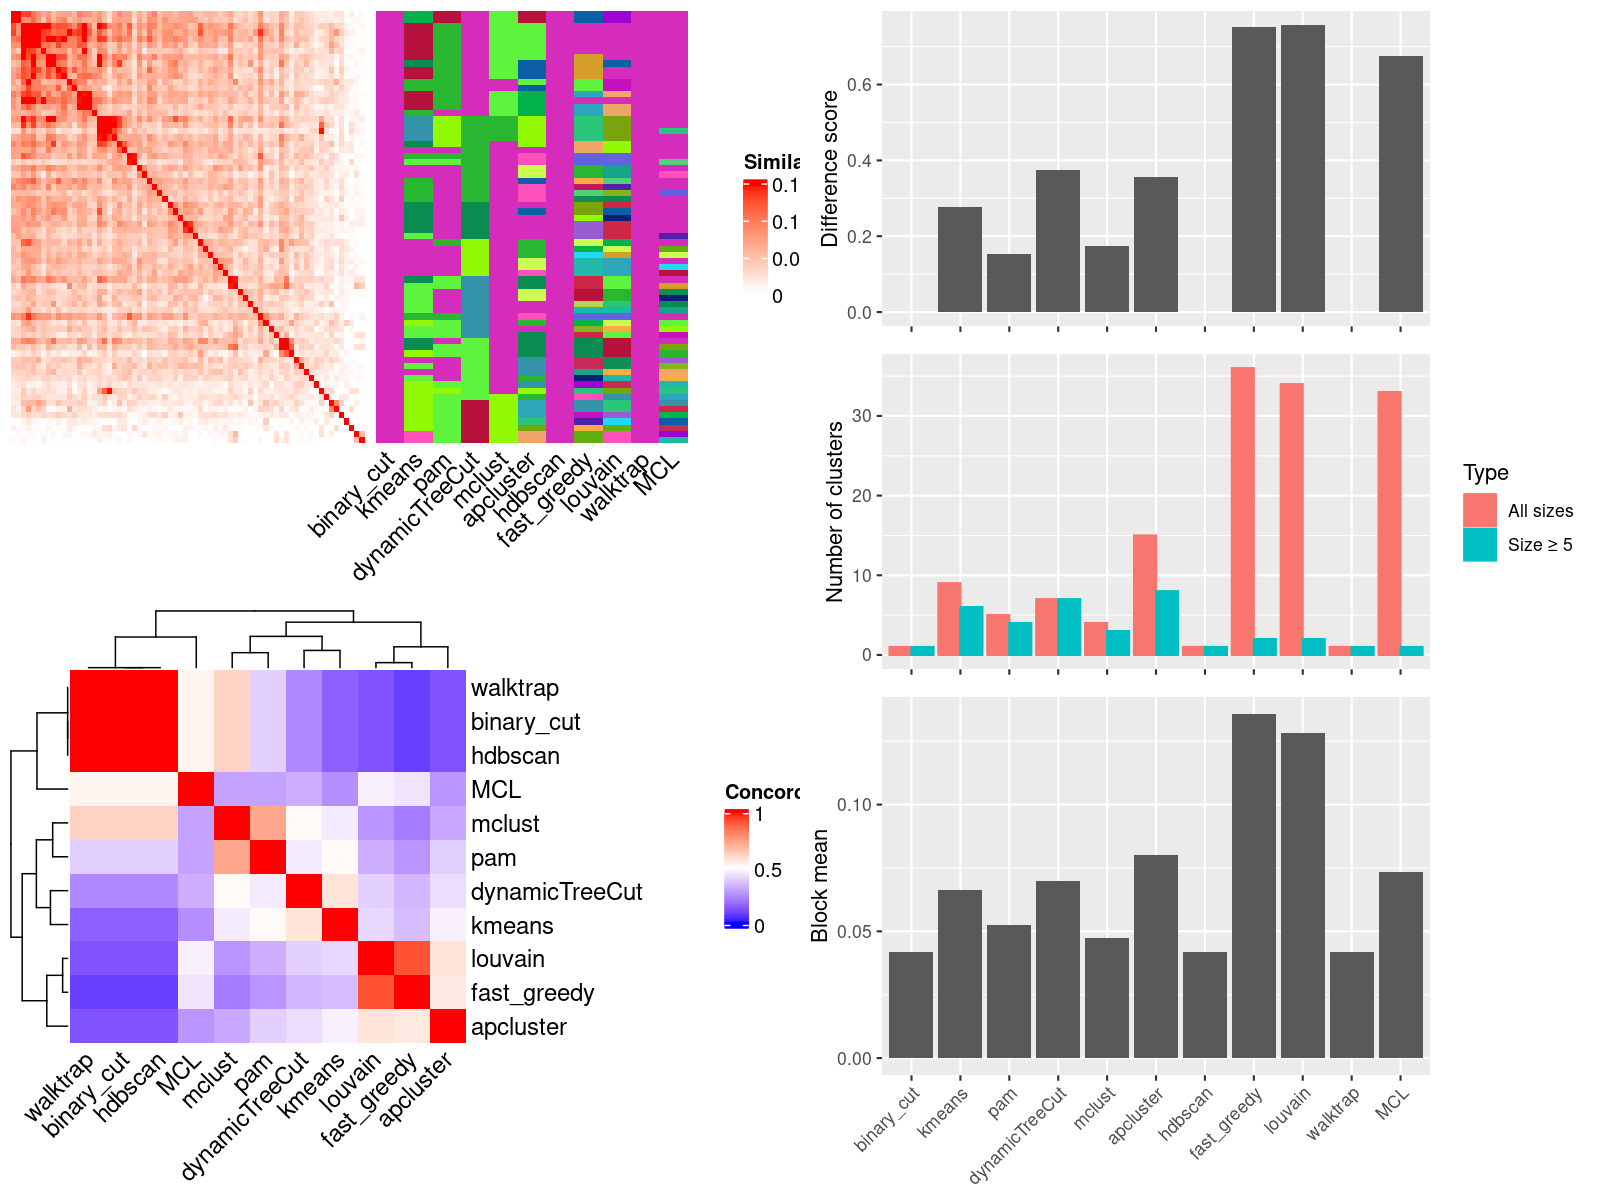 Simila
0.1
0.1
0.0
0
binary_cut
kmeans
pam
dynamicTreeCut
mclust
apcluster
hdbscan
fast_greedy
louvain
walktrap
MCL
walktrap
binary_cut
hdbscan
MCL
mclust
pam
dynamicTreeCut
kmeans
louvain
fast_greedy
apcluster
walktrap
binary_cut
hdbscan
MCL
mclust
pam
dynamicTreeCut
kmeans
louvain
fast_greedy
apcluster
Concord
1
0.5
0
Difference score
0.6
0.4
0.2
0.0
Number of clusters
30
20
10
0
Type
All sizes
Size ≥ 5
Block mean
0.10
0.05
0.00
binary_cut
kmeans
pam
dynamicTreeCut
mclust
apcluster
hdbscan
fast_greedy
louvain
walktrap
MCL